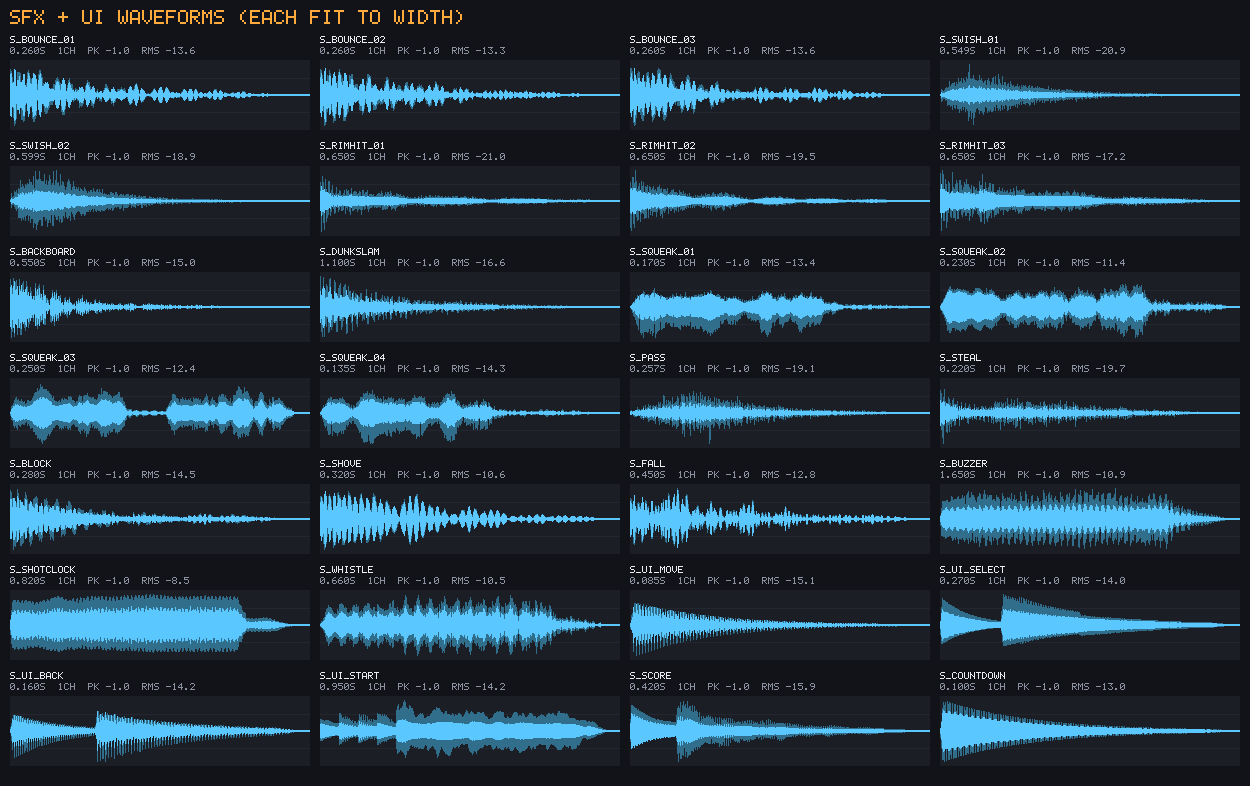 SFX + UI WAVEFORMS (EACH FIT TO WIDTH)
S_BOUNCE_01
0.260S 1CH PK -1.0 RMS -13.6
S_BOUNCE_02
0.260S 1CH PK -1.0 RMS -13.3
S_BOUNCE_03
0.260S 1CH PK -1.0 RMS -13.6
S_SWISH_01
0.549S 1CH PK -1.0 RMS -20.9
S_SWISH_02
0.599S 1CH PK -1.0 RMS -18.9
S_RIMHIT_01
0.650S 1CH PK -1.0 RMS -21.0
S_RIMHIT_02
0.650S 1CH PK -1.0 RMS -19.5
S_RIMHIT_03
0.650S 1CH PK -1.0 RMS -17.2
S_BACKBOARD
0.550S 1CH PK -1.0 RMS -15.0
S_DUNKSLAM
1.100S 1CH PK -1.0 RMS -16.6
S_SQUEAK_01
0.170S 1CH PK -1.0 RMS -13.4
S_SQUEAK_02
0.230S 1CH PK -1.0 RMS -11.4
S_SQUEAK_03
0.250S 1CH PK -1.0 RMS -12.4
S_SQUEAK_04
0.135S 1CH PK -1.0 RMS -14.3
S_PASS
0.257S 1CH PK -1.0 RMS -19.1
S_STEAL
0.220S 1CH PK -1.0 RMS -19.7
S_BLOCK
0.280S 1CH PK -1.0 RMS -14.5
S_SHOVE
0.320S 1CH PK -1.0 RMS -10.6
S_FALL
0.450S 1CH PK -1.0 RMS -12.8
S_BUZZER
1.650S 1CH PK -1.0 RMS -10.9
S_SHOTCLOCK
0.820S 1CH PK -1.0 RMS -8.5
S_WHISTLE
0.660S 1CH PK -1.0 RMS -10.5
S_UI_MOVE
0.085S 1CH PK -1.0 RMS -15.1
S_UI_SELECT
0.270S 1CH PK -1.0 RMS -14.0
S_UI_BACK
0.160S 1CH PK -1.0 RMS -14.2
S_UI_START
0.950S 1CH PK -1.0 RMS -14.2
S_SCORE
0.420S 1CH PK -1.0 RMS -15.9
S_COUNTDOWN
0.100S 1CH PK -1.0 RMS -13.0